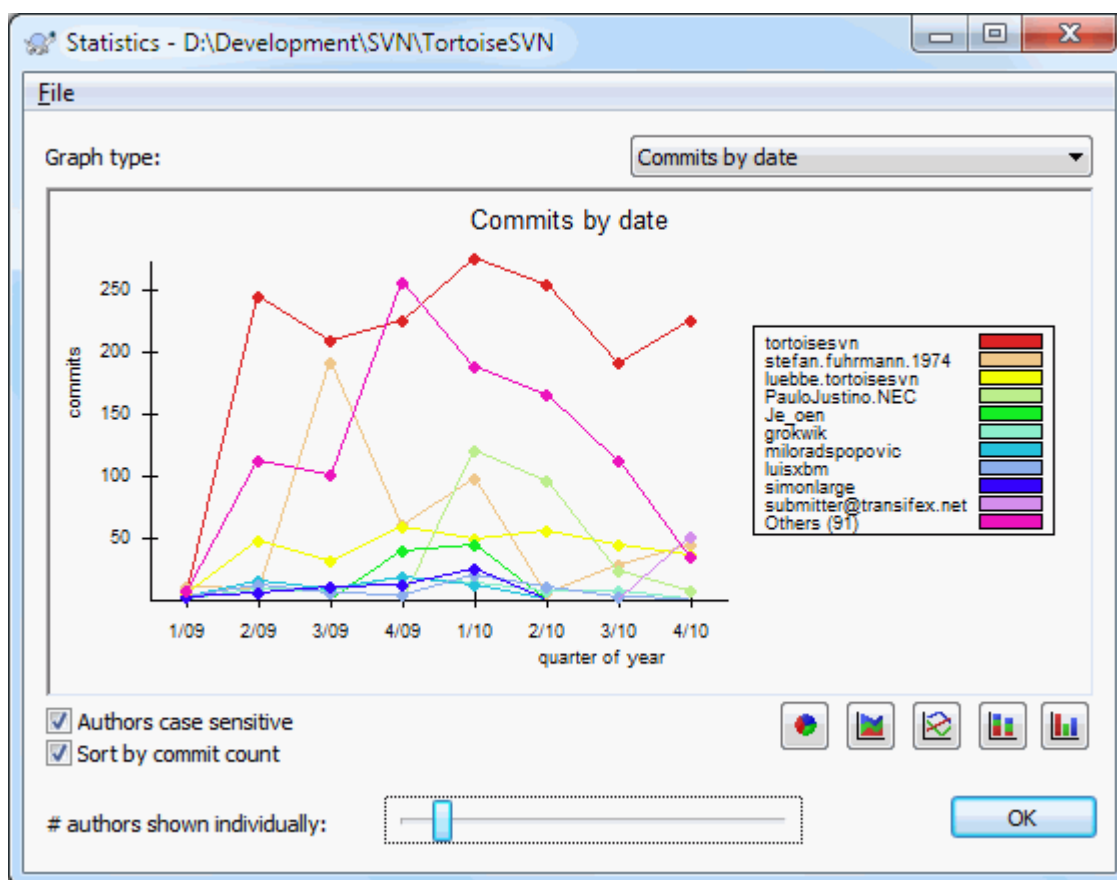 Statistics - D:\Development\SVN\TortoiseSVN
File
Graph type:
Commits by date
Commits by date
commits
250
200
150
100
50
1/09 2/09 3/09 4/09 1/10 2/10 3/10 4/10
quarter of year
tortoisesvn
stefan.fuhrmann.1974
luebbe.tortoisesvn
PauloJustino.NEC
Je_oen
grokwik
miloradspopovic
luisxbm
simonlarge
submitter@transifex.net
Others (91)
Authors case sensitive
Sort by commit count
# authors shown individually:
OK